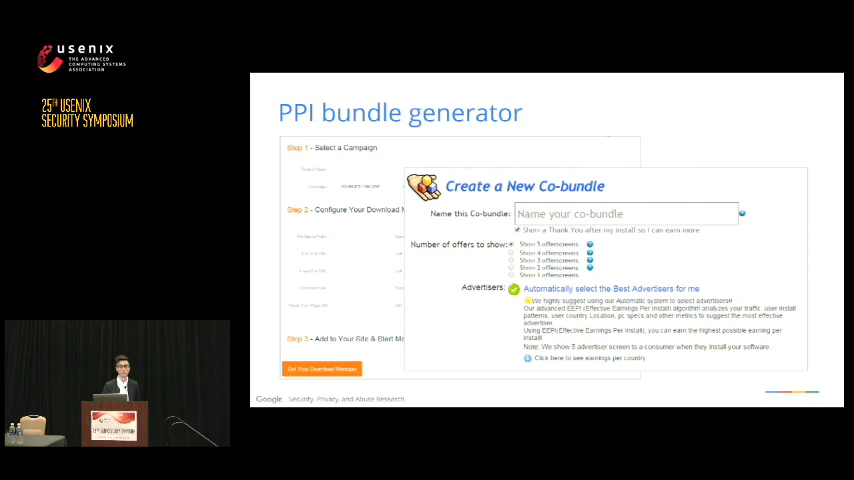 usenix
THE ADVANCED
COMPUTING SYSTEMS
ASSOCIATION
25TH USENIX
SECURITY SYMPOSIUM
PPI bundle generator
Step 1 - Select a Campaign
Step 2 - Configure Your Download M
Step 3 - Add to Your Site & Start Mo
Get Your Download Manager
Create a New Co-bundle
Name this Co-bundle: Name your co-bundle
Show a Thank You after my install so I can earn more
Number of offers to show: Show 5 offerscreens
Show 4 offerscreens
Show 3 offerscreens
Show 2 offerscreens
Show 1 offerscreens
Advertisers: Automatically select the Best Advertisers for me
We highly suggest using our Automatic system to select advertisers!!
Our advanced EEPI (Effective Earnings Per Install) algorithm analyzes your traffic, user install
patterns, user country Location, pc specs and other metrics to suggest the most effective
advertiser
Using EEPI(Effective Earnings Per Install), you can earn the highest possible earning per
install!
Note: We show 5 advertiser screen to a consumer when they install your software.
Click here to see earnings per country
Google Security, Privacy, and Abuse Research